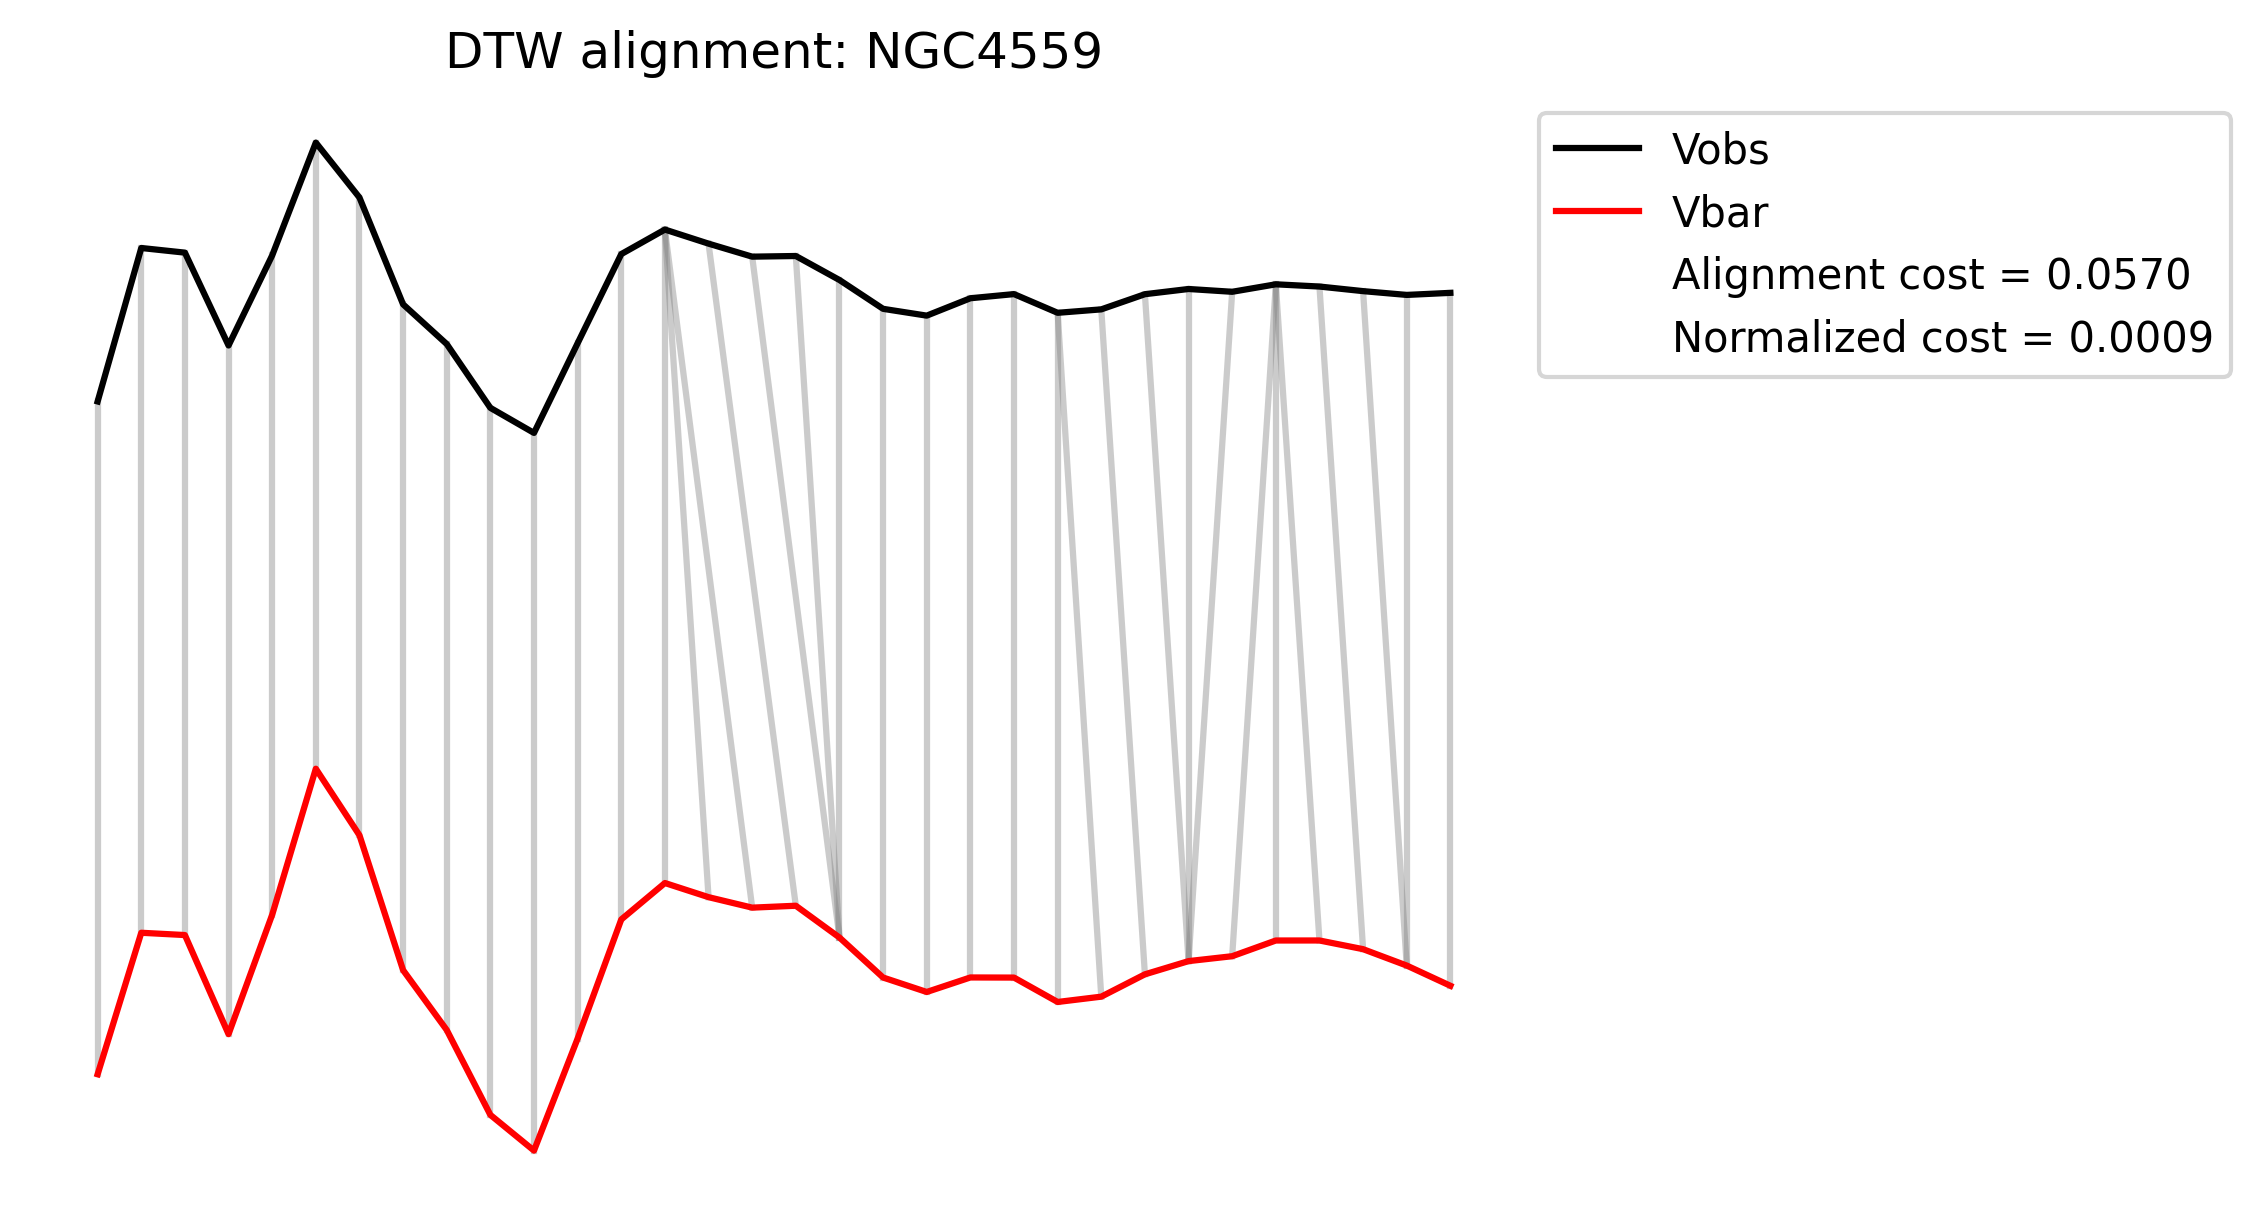 DTW alignment: NGC4559
Vobs
Vbar
Alignment cost = 0.0570
Normalized cost = 0.0009